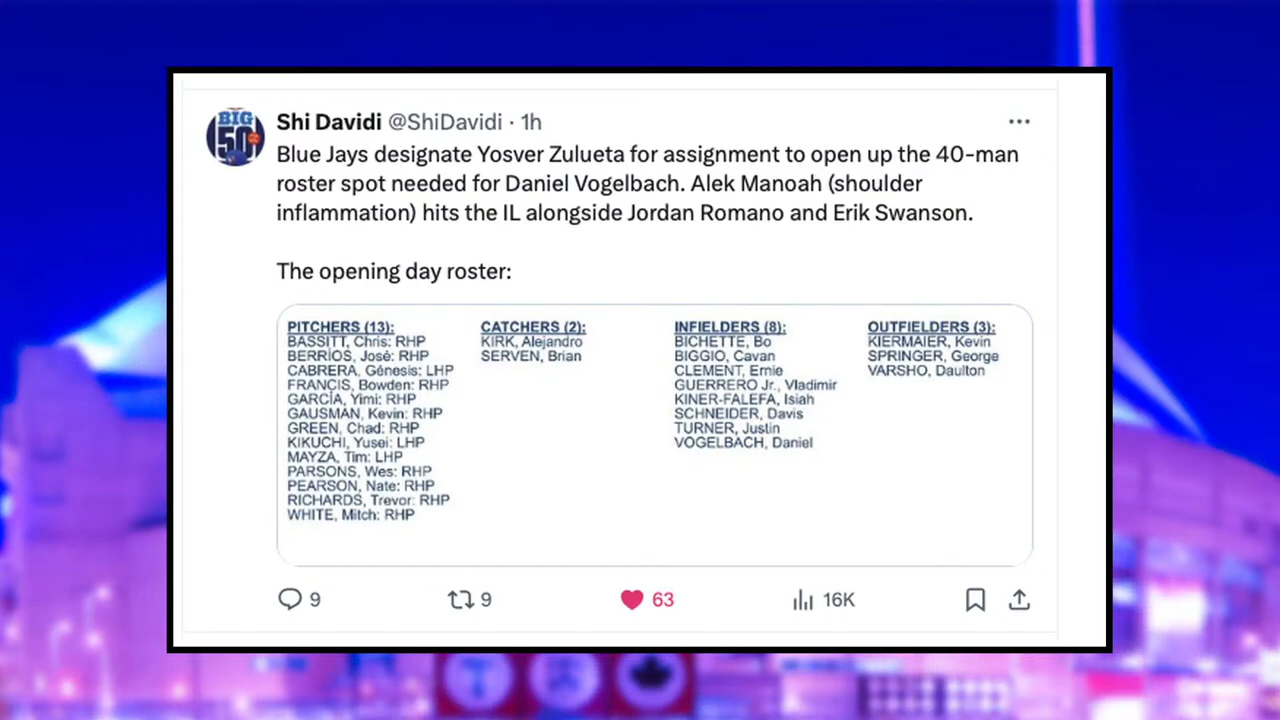 BIG
50
Shi Davidi @ShiDavidi · 1h
Blue Jays designate Yosver Zulueta for assignment to open up the 40-man
roster spot needed for Daniel Vogelbach. Alek Manoah (shoulder
inflammation) hits the IL alongside Jordan Romano and Erik Swanson.
The opening day roster:
PITCHERS (13):
BASSITT, Chris: RHP
BERRÍOS, José: RHP
CABRERA, Génesis: LHP
FRANCIS, Bowden: RHP
GARCÍA, Yimi: RHP
GAUSMAN, Kevin: RHP
GREEN, Chad: RHP
KIKUCHI, Yusei: LHP
MAYZA, Tim: LHP
PARSONS, Wes: RHP
PEARSON, Nate: RHP
RICHARDS, Trevor: RHP
WHITE, Mitch: RHP
CATCHERS (2):
KIRK, Alejandro
SERVEN, Brian
INFIELDERS (8):
BICHETTE, Bo
BIGGIO, Cavan
CLEMENT, Ernie
GUERRERO Jr., Vladimir
KINER-FALEFA, Isiah
SCHNEIDER, Davis
TURNER, Justin
VOGELBACH, Daniel
OUTFIELDERS (3):
KIERMAIER, Kevin
SPRINGER, George
VARSHO, Daulton
9 9 63 16K